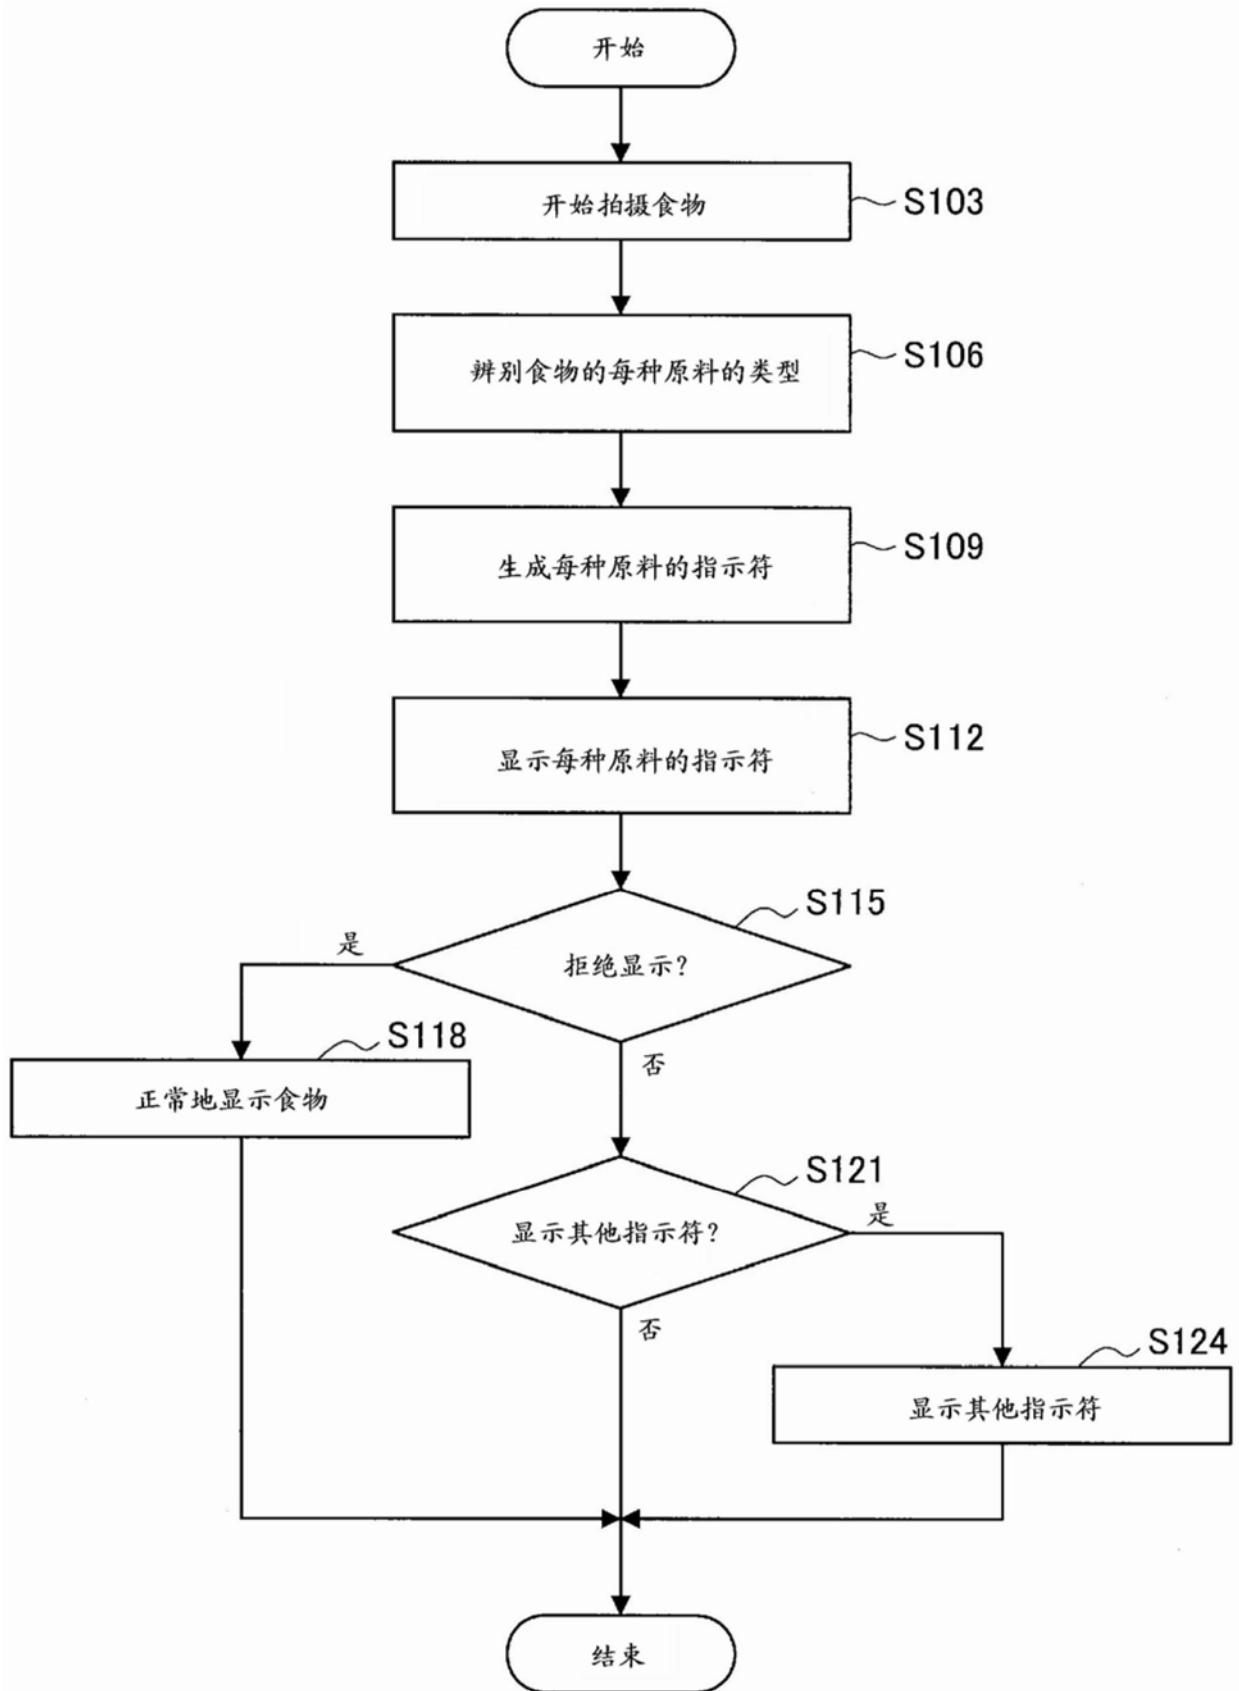 开始
开始拍摄食物
S103
辨别食物的每种原料的类型
S106
生成每种原料的指示符
S109
显示每种原料的指示符
S112
S115
拒绝显示?
是
否
S118
正常地显示食物
S121
显示其他指示符?
是
否
S124
显示其他指示符
结束